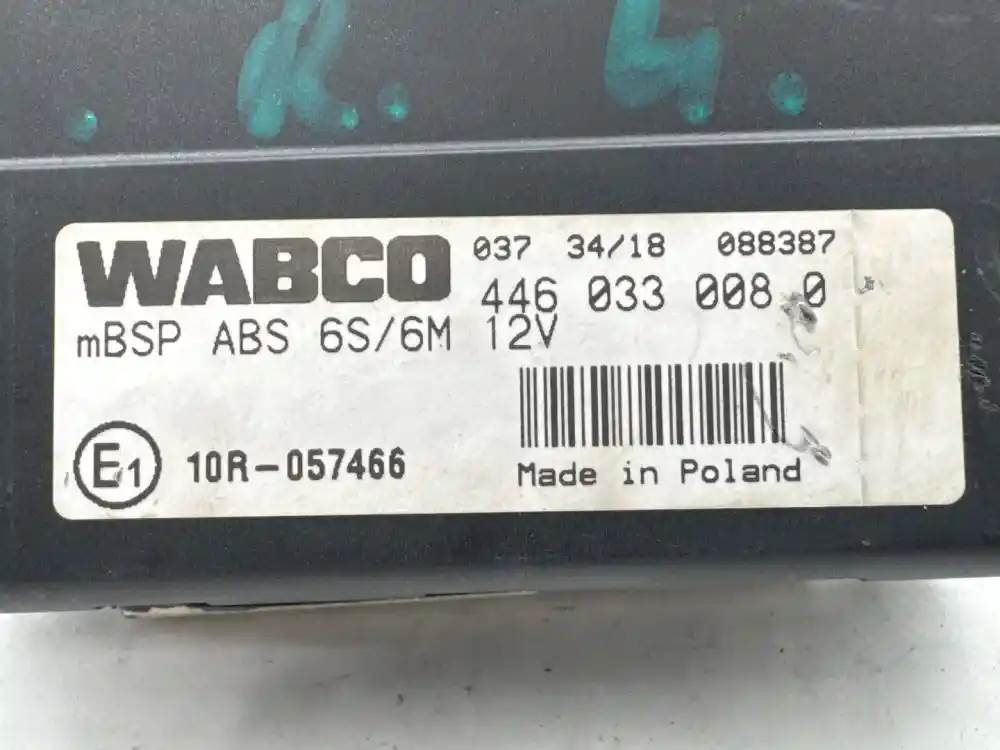 WABCO 037 34/18 088387
446 033 008 0
mBSP ABS 6S/6M 12V
E1 10R-057466
Made in Poland